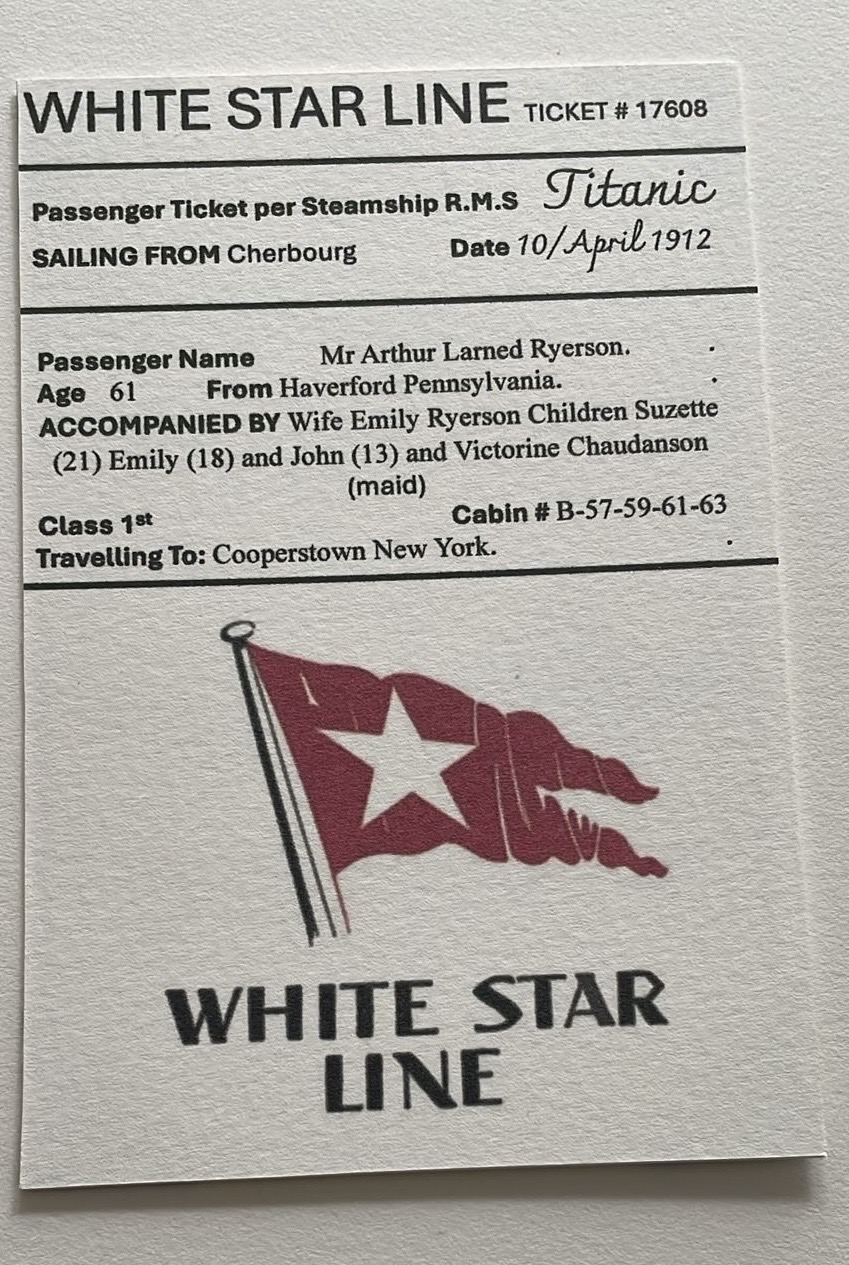 WHITE STAR LINE TICKET # 17608
Passenger Ticket per Steamship R.M.S Titanic
SAILING FROM Cherbourg Date 10/April 1912
Passenger Name Mr Arthur Larned Ryerson. .
Age 61 From Haverford Pennsylvania. .
ACCOMPANIED BY Wife Emily Ryerson Children Suzette
(21) Emily (18) and John (13) and Victorine Chaudanson
(maid)
Class 1st Cabin # B-57-59-61-63
Travelling To: Cooperstown New York. .
WHITE STAR
LINE